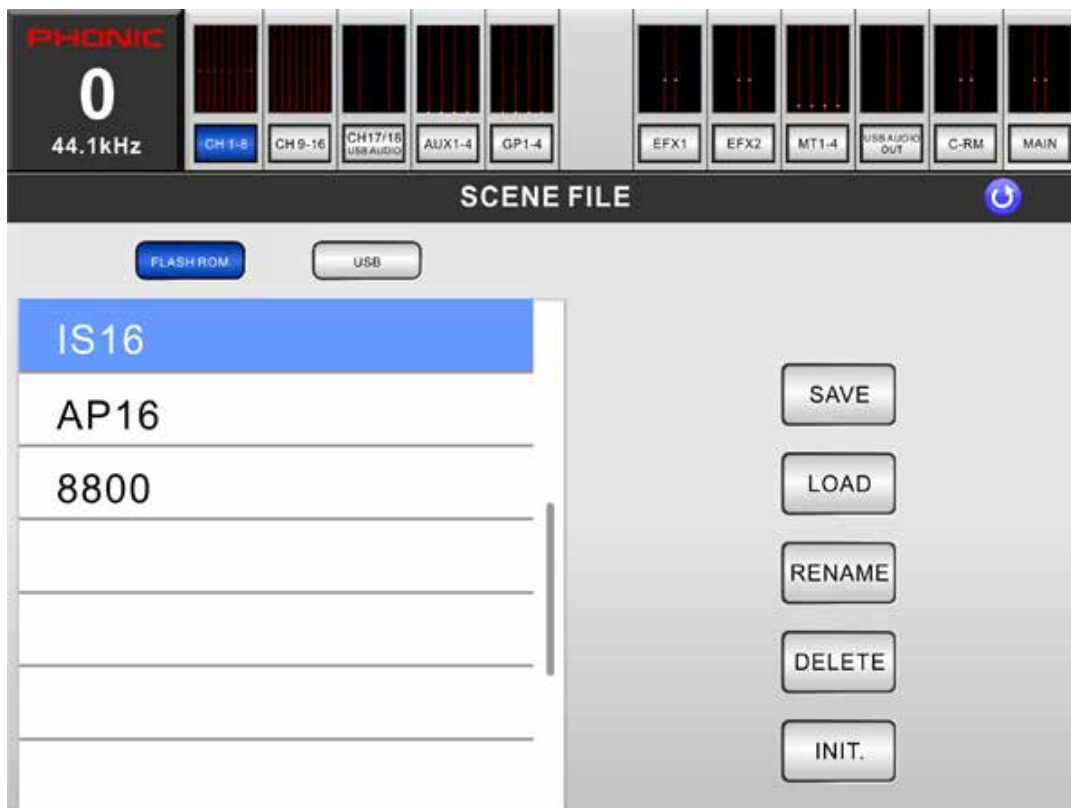 PHONIC
0
44.1kHz
CH 1-8
CH 9-16
CH17/18
USB AUDIO
AUX1-4
GP1-4
EFX1
EFX2
MT1-4
USB AUDIO
OUT
C-RM
MAIN
SCENE FILE
FLASH ROM
USB
IS16
AP16
8800
SAVE
LOAD
RENAME
DELETE
INIT.